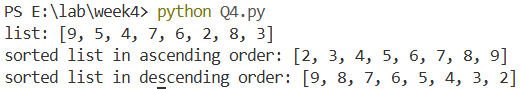 PS E:\lab\week4> python Q4.py
list: [9, 5, 4, 7, 6, 2, 8, 3]
sorted list in ascending order: [2, 3, 4, 5, 6, 7, 8, 9]
sorted list in descending order: [9, 8, 7, 6, 5, 4, 3, 2]